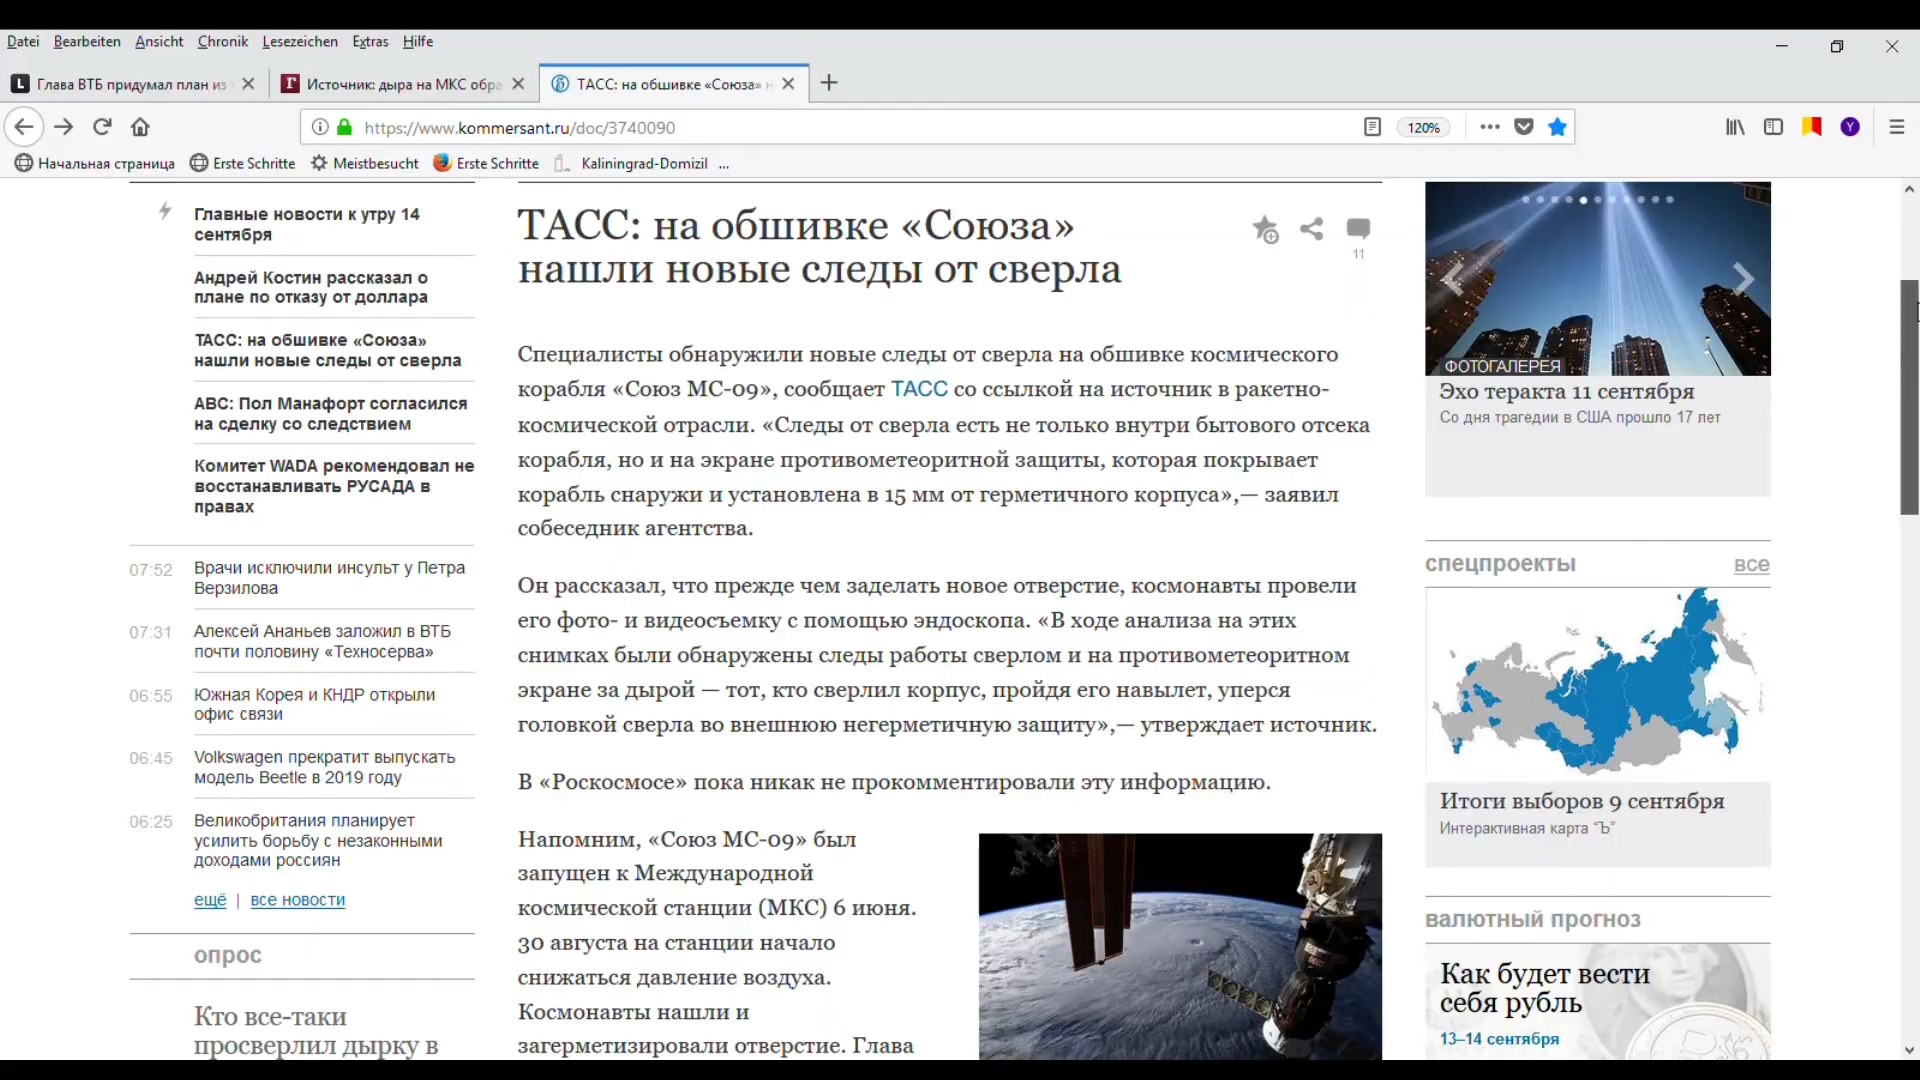 Datei Bearbeiten Ansicht Chronik Lesezeichen Extras Hilfe
Глава ВТБ придумал план из
Источник: дыра на МКС обра
ТАСС: на обшивке «Союза»
https://www.kommersant.ru/doc/3740090
120%
Начальная страница Erste Schritte Meistbesucht Erste Schritte Kaliningrad-Domizil ...
Главные новости к утру 14
сентября
Андрей Костин рассказал о
плане по отказу от доллара
ТАСС: на обшивке «Союза»
нашли новые следы от сверла
ABC: Пол Манафорт согласился
на сделку со следствием
Комитет WADA рекомендовал не
восстанавливать РУСАДА в
правах
07:52 Врачи исключили инсульт у Петра
Верзилова
07:31 Алексей Ананьев заложил в ВТБ
почти половину «Техносерва»
06:55 Южная Корея и КНДР открыли
офис связи
06:45 Volkswagen прекратит выпускать
модель Beetle в 2019 году
06:25 Великобритания планирует
усилить борьбу с незаконными
доходами россиян
ещё | все новости
опрос
Кто все-таки
просверлил дырку в
ТАСС: на обшивке «Союза»
нашли новые следы от сверла
11
Специалисты обнаружили новые следы от сверла на обшивке космического
корабля «Союз МС-09», сообщает ТАСС со ссылкой на источник в ракетно-
космической отрасли. «Следы от сверла есть не только внутри бытового отсека
корабля, но и на экране противометеоритной защиты, которая покрывает
корабль снаружи и установлена в 15 мм от герметичного корпуса»,— заявил
собеседник агентства.
Он рассказал, что прежде чем заделать новое отверстие, космонавты провели
его фото- и видеосъемку с помощью эндоскопа. «В ходе анализа на этих
снимках были обнаружены следы работы сверлом и на противометеоритном
экране за дырой — тот, кто сверлил корпус, пройдя его навылет, уперся
головкой сверла во внешнюю негерметичную защиту»,— утверждает источник.
В «Роскосмосе» пока никак не прокомментировали эту информацию.
Напомним, «Союз МС-09» был
запущен к Международной
космической станции (МКС) 6 июня.
30 августа на станции начало
снижаться давление воздуха.
Космонавты нашли и
загерметизировали отверстие. Глава
ФОТОГАЛЕРЕЯ
Эхо теракта 11 сентября
Со дня трагедии в США прошло 17 лет
спецпроекты все
Итоги выборов 9 сентября
Интерактивная карта “Ъ”
валютный прогноз
Как будет вести
себя рубль
13–14 сентября